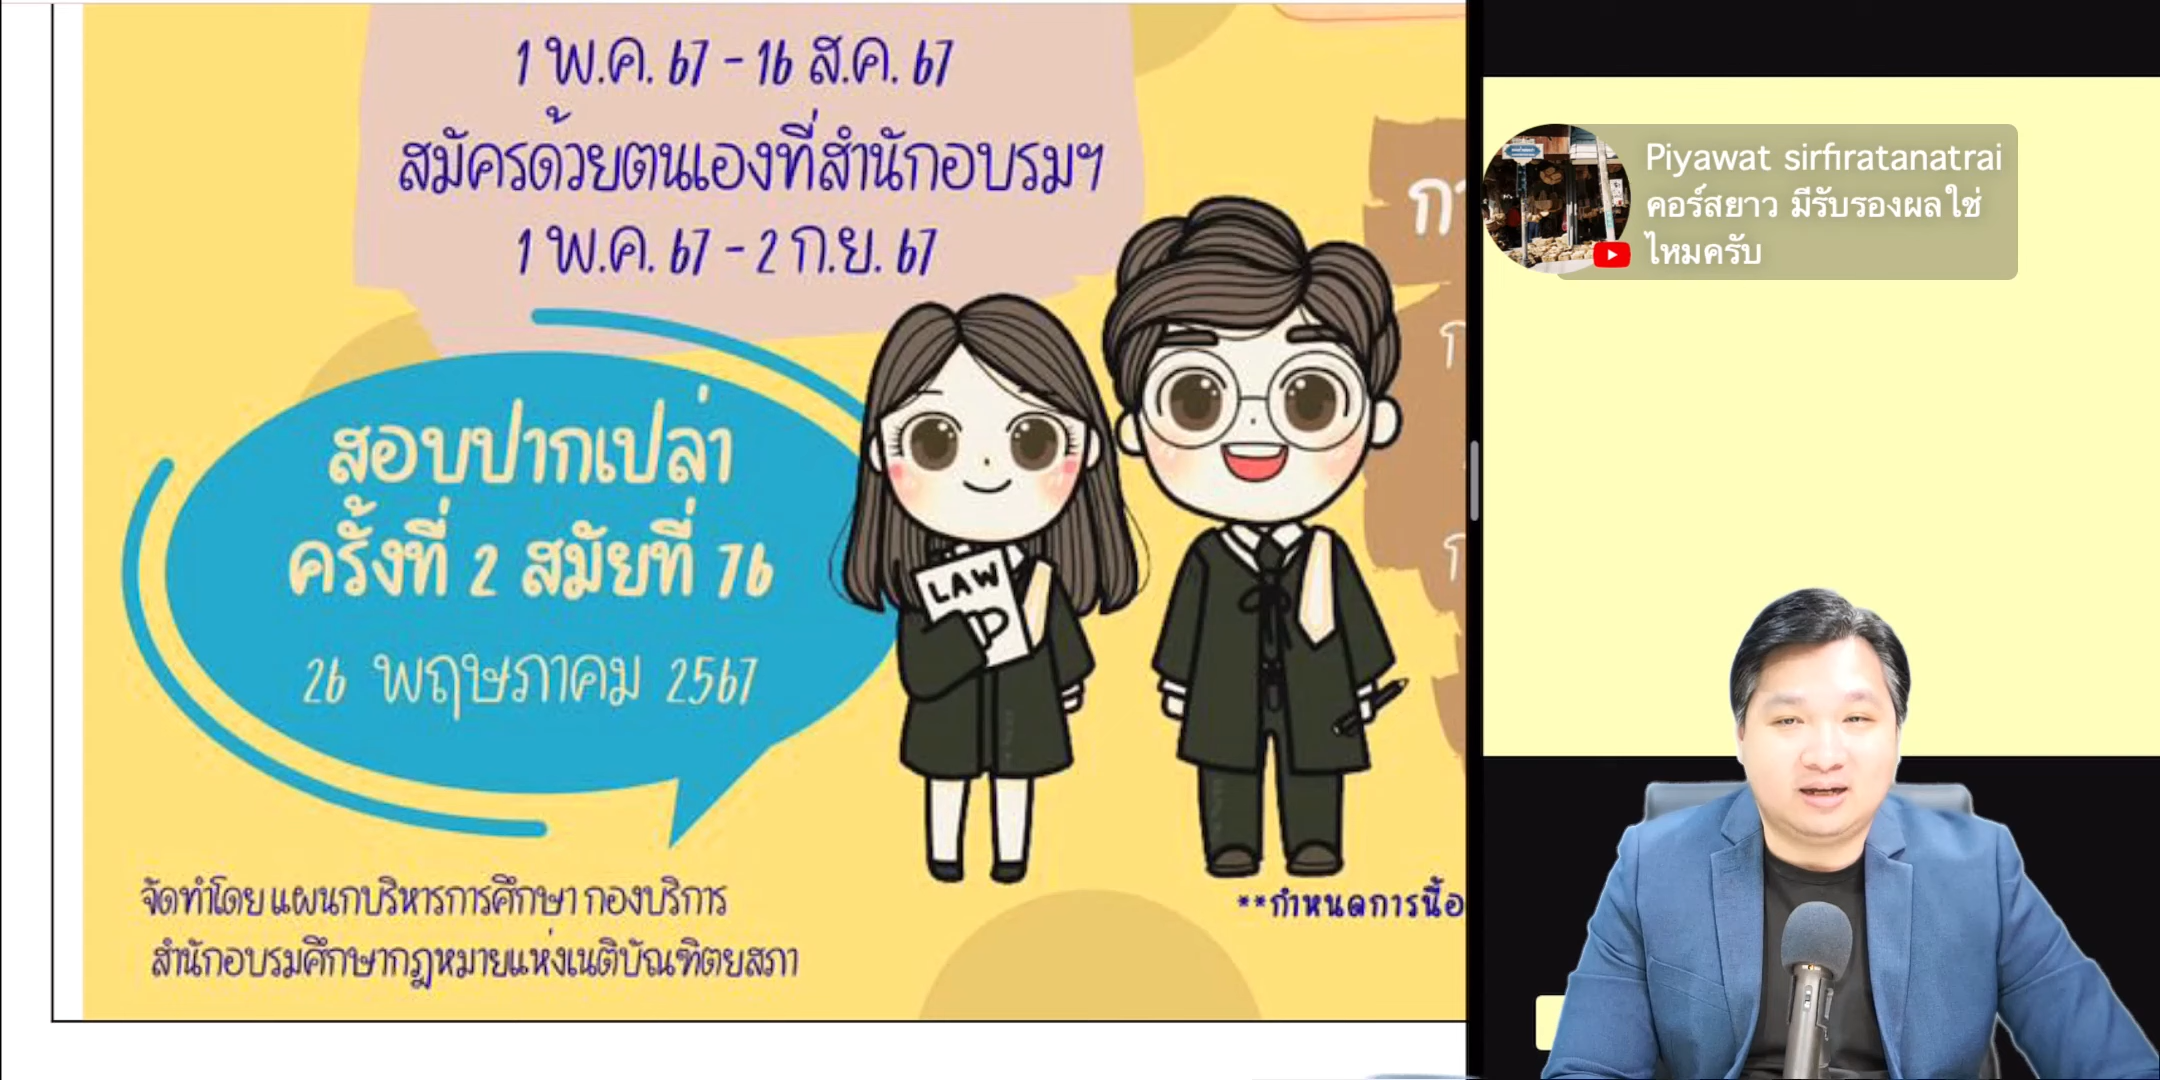 1 พ.ค. 67 - 16 ส.ค. 67
สมัครด้วยตนเองที่สำนักอบรมฯ
1 พ.ค. 67 - 2 ก.ย. 67
สอบปากเปล่า
ครั้งที่ 2 สมัยที่ 76
26 พฤษภาคม 2567
LAW
จัดทำโดย แผนกบริหารการศึกษา กองบริการ
สำนักอบรมศึกษากฎหมายแห่งเนติบัณฑิตยสภา
**กำหนดการนี้อ
Piyawat sirfiratanatrai
คอร์สยาว มีรับรองผลใช่
ไหมครับ